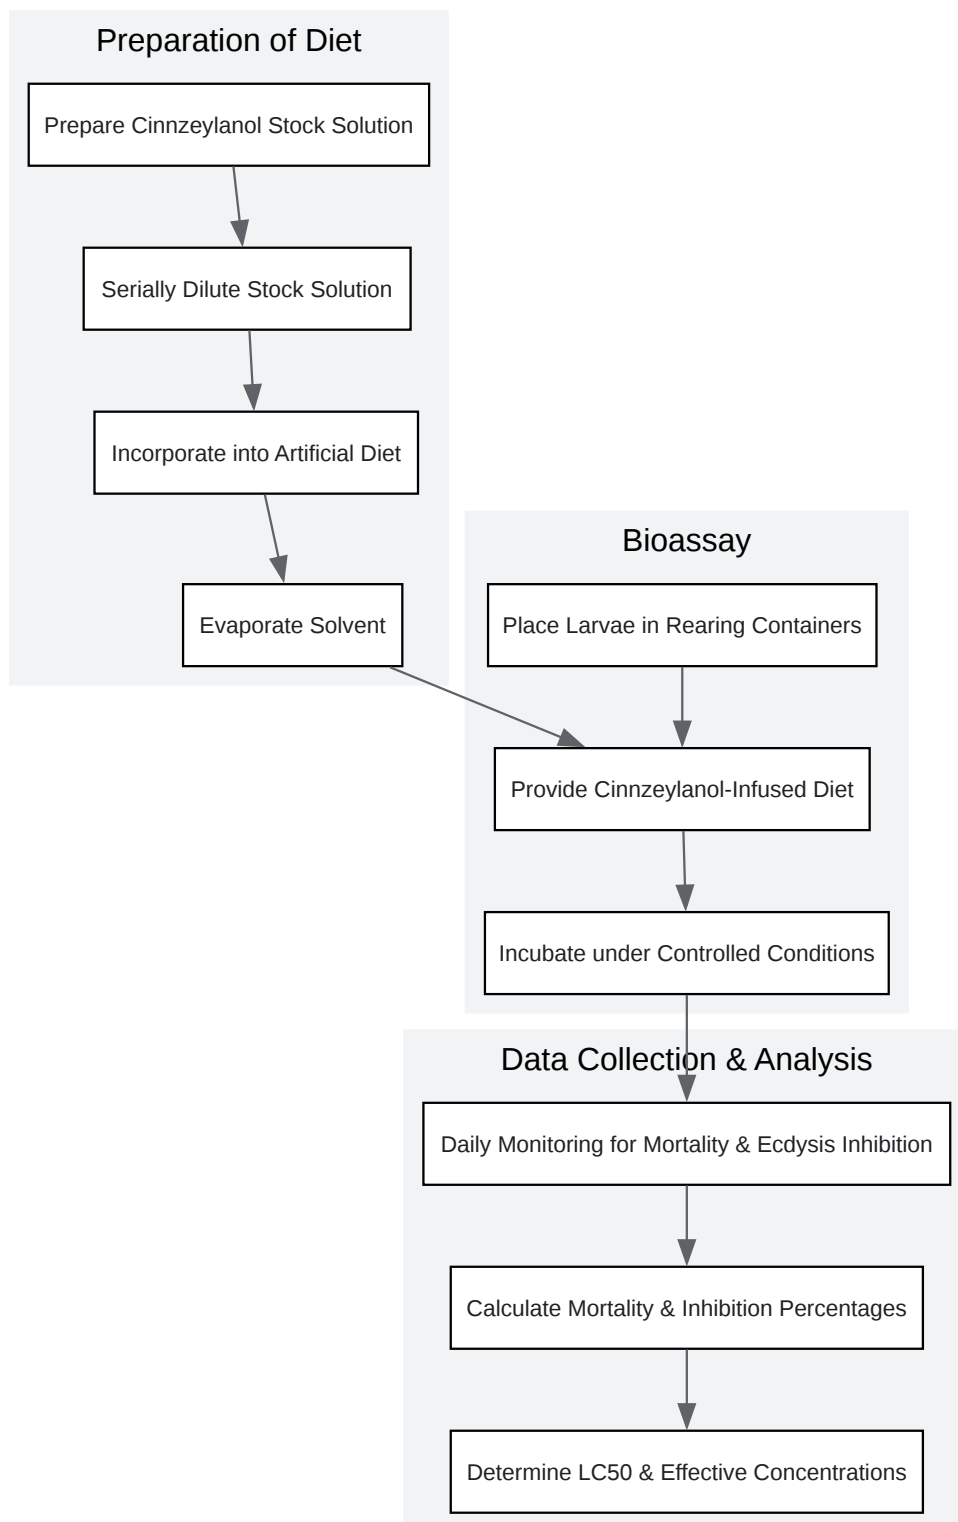 Preparation of Diet
Prepare Cinnzeylanol Stock Solution
Serially Dilute Stock Solution
Incorporate into Artificial Diet
Evaporate Solvent
Bioassay
Place Larvae in Rearing Containers
Provide Cinnzeylanol-Infused Diet
Incubate under Controlled Conditions
Data Collection & Analysis
Daily Monitoring for Mortality & Ecdysis Inhibition
Calculate Mortality & Inhibition Percentages
Determine LC50 & Effective Concentrations